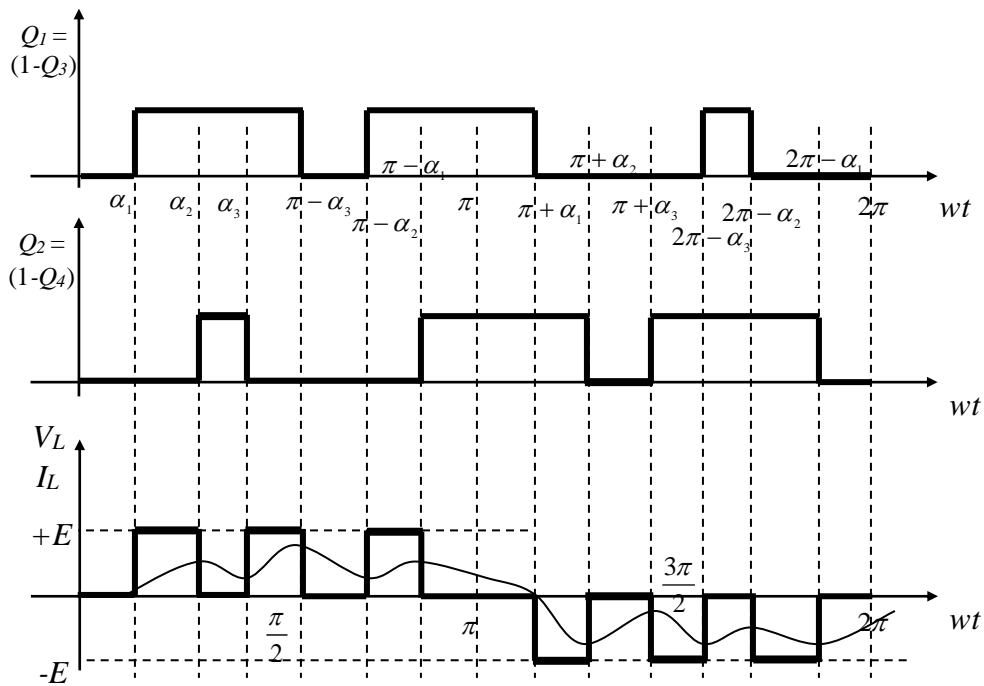 Q1 =
(1-Q3)
π − α₁
π + α₂
2π − α₁
α₁
α₂
α₃
π − α₃
π
π + α₁
π + α₃
2π − α₂
2π
wt
π − α₂
2π − α₃
Q2 =
(1-Q4)
wt
VL
IL
+E
3π/2
π/2
π
2π
wt
-E